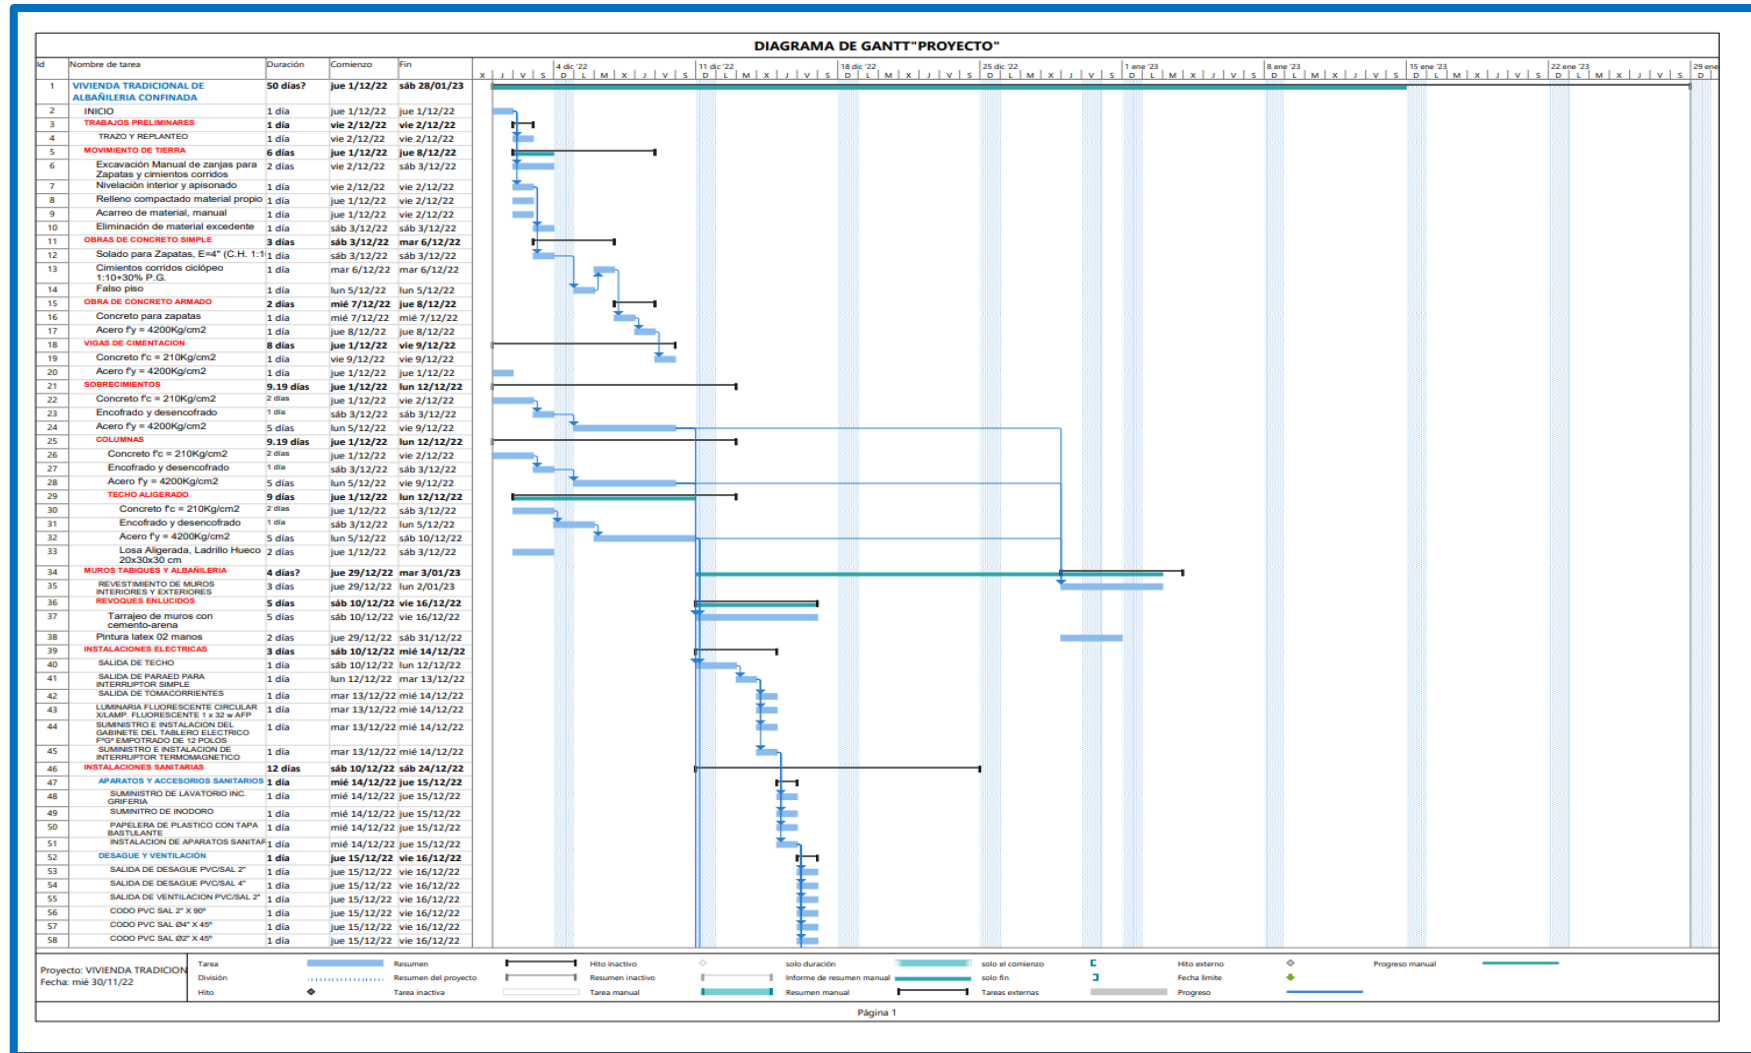 DIAGRAMA DE GANTT"PROYECTO"
Id Nombre de tarea Duración Comienzo Fin
4 dic '22 11 dic '22 18 dic '22 25 dic '22 1 ene '23 8 ene '23 15 ene '23 22 ene '23 29 ene
X J V S D L M X J V S D L M X J V S D L M X J V S D L M X J V S D L M X J V S D L M X J V S D L M X J V S D L M X J V S D
1 VIVIENDA TRADICIONAL DE 50 días? jue 1/12/22 sáb 28/01/23
ALBAÑILERIA CONFINADA
2 INICIO 1 día jue 1/12/22 jue 1/12/22
3 TRABAJOS PRELIMINARES 1 día vie 2/12/22 vie 2/12/22
4 TRAZO Y REPLANTEO 1 día vie 2/12/22 vie 2/12/22
5 MOVIMIENTO DE TIERRA 6 días jue 1/12/22 jue 8/12/22
6 Excavación Manual de zanjas para 2 días vie 2/12/22 sáb 3/12/22
Zapatas y cimientos corridos
7 Nivelación interior y apisonado 1 día vie 2/12/22 vie 2/12/22
8 Relleno compactado material propio 1 día jue 1/12/22 vie 2/12/22
9 Acarreo de material, manual 1 día jue 1/12/22 vie 2/12/22
10 Eliminación de material excedente 1 día sáb 3/12/22 sáb 3/12/22
11 OBRAS DE CONCRETO SIMPLE 3 días sáb 3/12/22 mar 6/12/22
12 Solado para Zapatas, E=4" (C.H. 1:1 1 día sáb 3/12/22 sáb 3/12/22
13 Cimientos corridos ciclópeo 1 día mar 6/12/22 mar 6/12/22
1:10+30% P.G.
14 Falso piso 1 día lun 5/12/22 lun 5/12/22
15 OBRA DE CONCRETO ARMADO 2 días mié 7/12/22 jue 8/12/22
16 Concreto para zapatas 1 día mié 7/12/22 mié 7/12/22
17 Acero f'y = 4200Kg/cm2 1 día jue 8/12/22 jue 8/12/22
18 VIGAS DE CIMENTACION 8 días jue 1/12/22 vie 9/12/22
19 Concreto f'c = 210Kg/cm2 1 día vie 9/12/22 vie 9/12/22
20 Acero f'y = 4200Kg/cm2 1 día jue 1/12/22 jue 1/12/22
21 SOBRECIMIENTOS 9.19 días jue 1/12/22 lun 12/12/22
22 Concreto f'c = 210Kg/cm2 2 días jue 1/12/22 vie 2/12/22
23 Encofrado y desencofrado 1 día sáb 3/12/22 sáb 3/12/22
24 Acero f'y = 4200Kg/cm2 5 días lun 5/12/22 vie 9/12/22
25 COLUMNAS 9.19 días jue 1/12/22 lun 12/12/22
26 Concreto f'c = 210Kg/cm2 2 días jue 1/12/22 vie 2/12/22
27 Encofrado y desencofrado 1 día sáb 3/12/22 sáb 3/12/22
28 Acero f'y = 4200Kg/cm2 5 días lun 5/12/22 vie 9/12/22
29 TECHO ALIGERADO 9 días jue 1/12/22 lun 12/12/22
30 Concreto f'c = 210Kg/cm2 2 días jue 1/12/22 sáb 3/12/22
31 Encofrado y desencofrado 1 día sáb 3/12/22 lun 5/12/22
32 Acero f'y = 4200Kg/cm2 5 días lun 5/12/22 sáb 10/12/22
33 Losa Aligerada, Ladrillo Hueco 2 días jue 1/12/22 sáb 3/12/22
20x30x30 cm
34 MUROS TABIQUES Y ALBAÑILERIA 4 días? jue 29/12/22 mar 3/01/23
35 REVESTIMIENTO DE MUROS 3 días jue 29/12/22 lun 2/01/23
INTERIORES Y EXTERIORES
36 REVOQUES ENLUCIDOS 5 días sáb 10/12/22 vie 16/12/22
37 Tarrajeo de muros con 5 días sáb 10/12/22 vie 16/12/22
cemento-arena
38 Pintura latex 02 manos 2 días jue 29/12/22 sáb 31/12/22
39 INSTALACIONES ELECTRICAS 3 días sáb 10/12/22 mié 14/12/22
40 SALIDA DE TECHO 1 día sáb 10/12/22 lun 12/12/22
41 SALIDA DE PARAED PARA 1 día lun 12/12/22 mar 13/12/22
INTERRUPTOR SIMPLE
42 SALIDA DE TOMACORRIENTES 1 día mar 13/12/22 mié 14/12/22
43 LUMINARIA FLUORESCENTE CIRCULAR 1 día mar 13/12/22 mié 14/12/22
X/LAMP. FLUORESCENTE 1 x 32 w AFP
44 SUMINISTRO E INSTALACION DEL 1 día mar 13/12/22 mié 14/12/22
GABINETE DEL TABLERO ELECTRICO
FºGº EMPOTRADO DE 12 POLOS
45 SUMINISTRO E INSTALACION DE 1 día mar 13/12/22 mié 14/12/22
INTERRUPTOR TERMOMAGNETICO
46 INSTALACIONES SANITARIAS 12 días sáb 10/12/22 sáb 24/12/22
47 APARATOS Y ACCESORIOS SANITARIOS 1 día mié 14/12/22 jue 15/12/22
48 SUMINISTRO DE LAVATORIO INC. 1 día mié 14/12/22 jue 15/12/22
GRIFERIA
49 SUMINITRO DE INODORO 1 día mié 14/12/22 jue 15/12/22
50 PAPELERA DE PLASTICO CON TAPA 1 día mié 14/12/22 jue 15/12/22
BASTULANTE
51 INSTALACION DE APARATOS SANITAR 1 día mié 14/12/22 jue 15/12/22
52 DESAGUE Y VENTILACIÓN 1 día jue 15/12/22 vie 16/12/22
53 SALIDA DE DESAGUE PVC/SAL 2" 1 día jue 15/12/22 vie 16/12/22
54 SALIDA DE DESAGUE PVC/SAL 4" 1 día jue 15/12/22 vie 16/12/22
55 SALIDA DE VENTILACION PVC/SAL 2" 1 día jue 15/12/22 vie 16/12/22
56 CODO PVC SAL 2" X 90º 1 día jue 15/12/22 vie 16/12/22
57 CODO PVC SAL Ø4" X 45º 1 día jue 15/12/22 vie 16/12/22
58 CODO PVC SAL Ø2" X 45º 1 día jue 15/12/22 vie 16/12/22
Proyecto: VIVIENDA TRADICION
Fecha: mié 30/11/22
Tarea Resumen Hito inactivo solo duración solo el comienzo Hito externo Progreso manual
División Resumen del proyecto Resumen inactivo Informe de resumen manual solo fin Fecha límite
Hito Tarea inactiva Tarea manual Resumen manual Tareas externas Progreso
Página 1